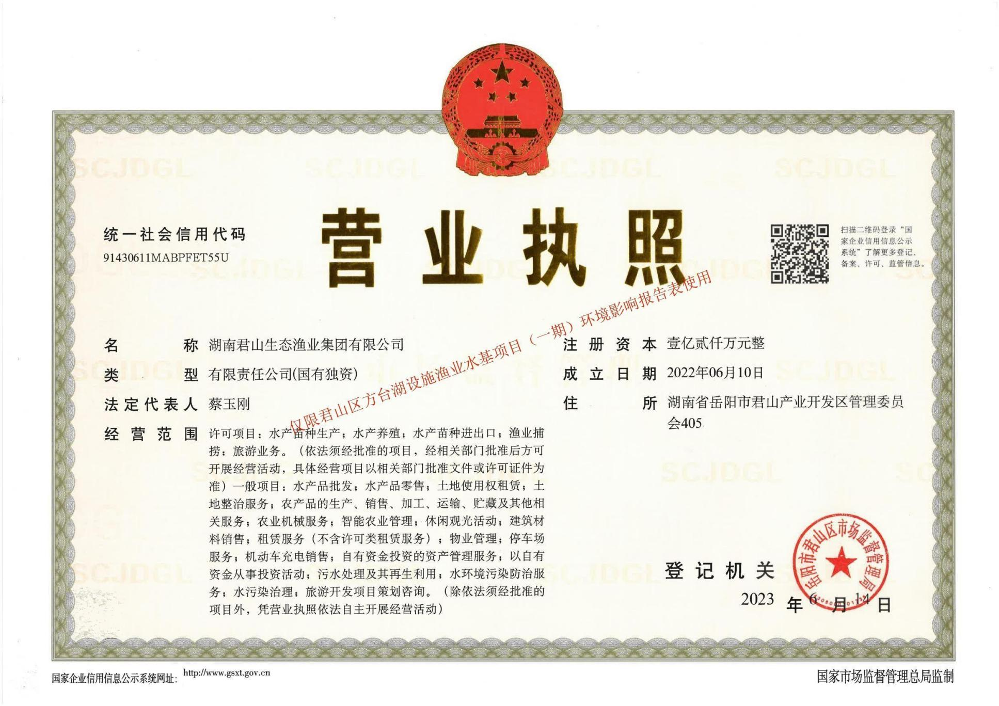 营业执照
统一社会信用代码
91430611MABPFET55U
扫描二维码登录“国
家企业信用信息公示
系统”了解更多登记、
备案、许可、监管信息。
仅限君山区方台湖设施渔业水基项目（一期）环境影响报告表使用
名称 湖南君山生态渔业集团有限公司
类型 有限责任公司(国有独资)
法定代表人 蔡玉刚
经营范围 许可项目：水产苗种生产；水产养殖；水产苗种进出口；渔业捕
捞；旅游业务。（依法须经批准的项目，经相关部门批准后方可
开展经营活动，具体经营项目以相关部门批准文件或许可证件为
准）一般项目：水产品批发；水产品零售；土地使用权租赁；土
地整治服务；农产品的生产、销售、加工、运输、贮藏及其他相
关服务；农业机械服务；智能农业管理；休闲观光活动；建筑材
料销售；租赁服务（不含许可类租赁服务）；物业管理；停车场
服务；机动车充电销售；自有资金投资的资产管理服务；以自有
资金从事投资活动；污水处理及其再生利用；水环境污染防治服
务；水污染治理；旅游开发项目策划咨询。（除依法须经批准的
项目外，凭营业执照依法自主开展经营活动）
注册资本 壹亿贰仟万元整
成立日期 2022年06月10日
住所 湖南省岳阳市君山产业开发区管理委员
会405
登记机关
岳阳市君山区市场监督管理局
2023 年 6 月 14 日
国家企业信用信息公示系统网址：http://www.gsxt.gov.cn
国家市场监督管理总局监制